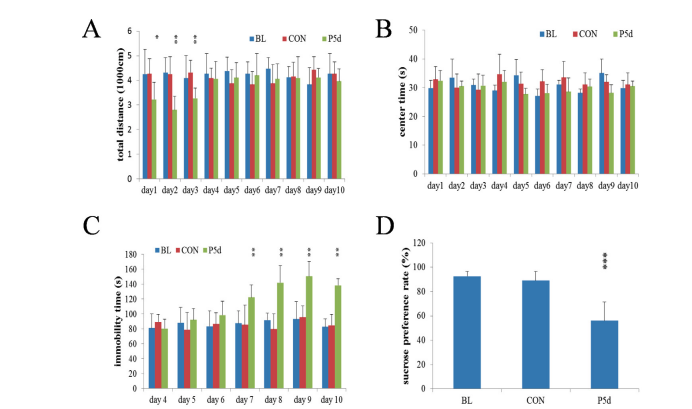 A
BL CON P5d
* ** **
total distance (1000cm)
6
5
4
3
2
1
0
day1 day2 day3 day4 day5 day6 day7 day8 day9 day10
B
BL CON P5d
center time (s)
50
40
30
20
10
0
day1 day2 day3 day4 day5 day6 day7 day8 day9 day10
C
BL CON P5d
** ** ** **
immobility time (s)
180
160
140
120
100
80
60
40
20
0
day 4 day 5 day 6 day 7 day 8 day 9 day 10
D
***
sucrose preference rate (%)
120
100
80
60
40
20
0
BL CON P5d